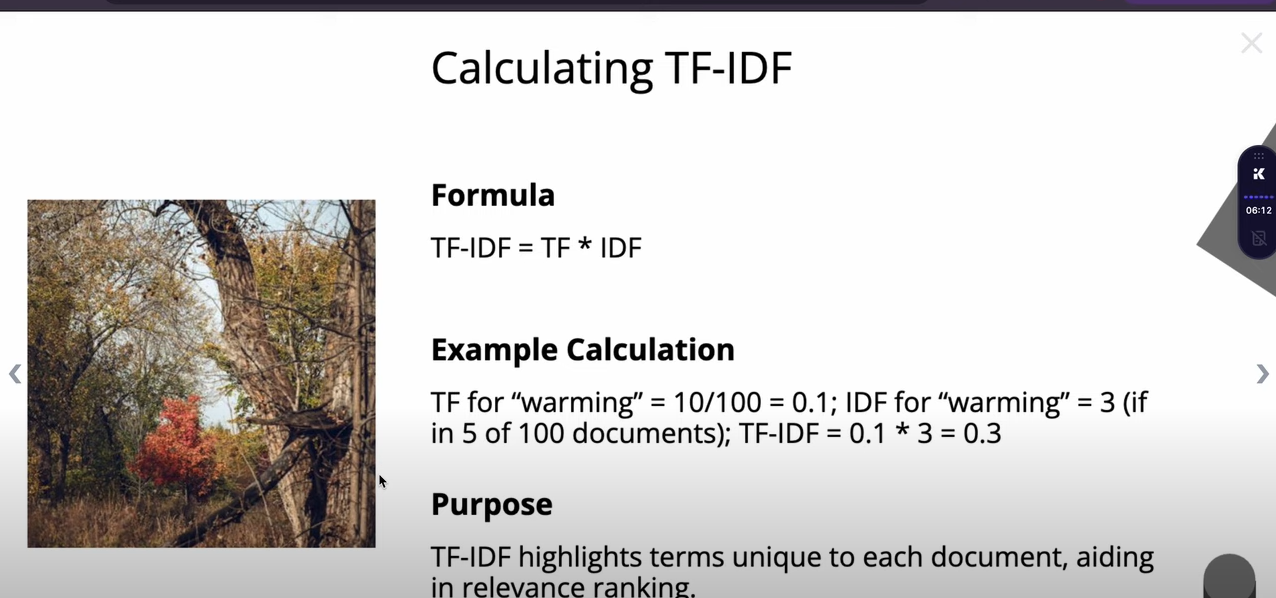 Calculating TF-IDF
Formula
TF-IDF = TF * IDF
Example Calculation
TF for “warming” = 10/100 = 0.1; IDF for “warming” = 3 (if
in 5 of 100 documents); TF-IDF = 0.1 * 3 = 0.3
Purpose
TF-IDF highlights terms unique to each document, aiding
in relevance ranking.
06:12